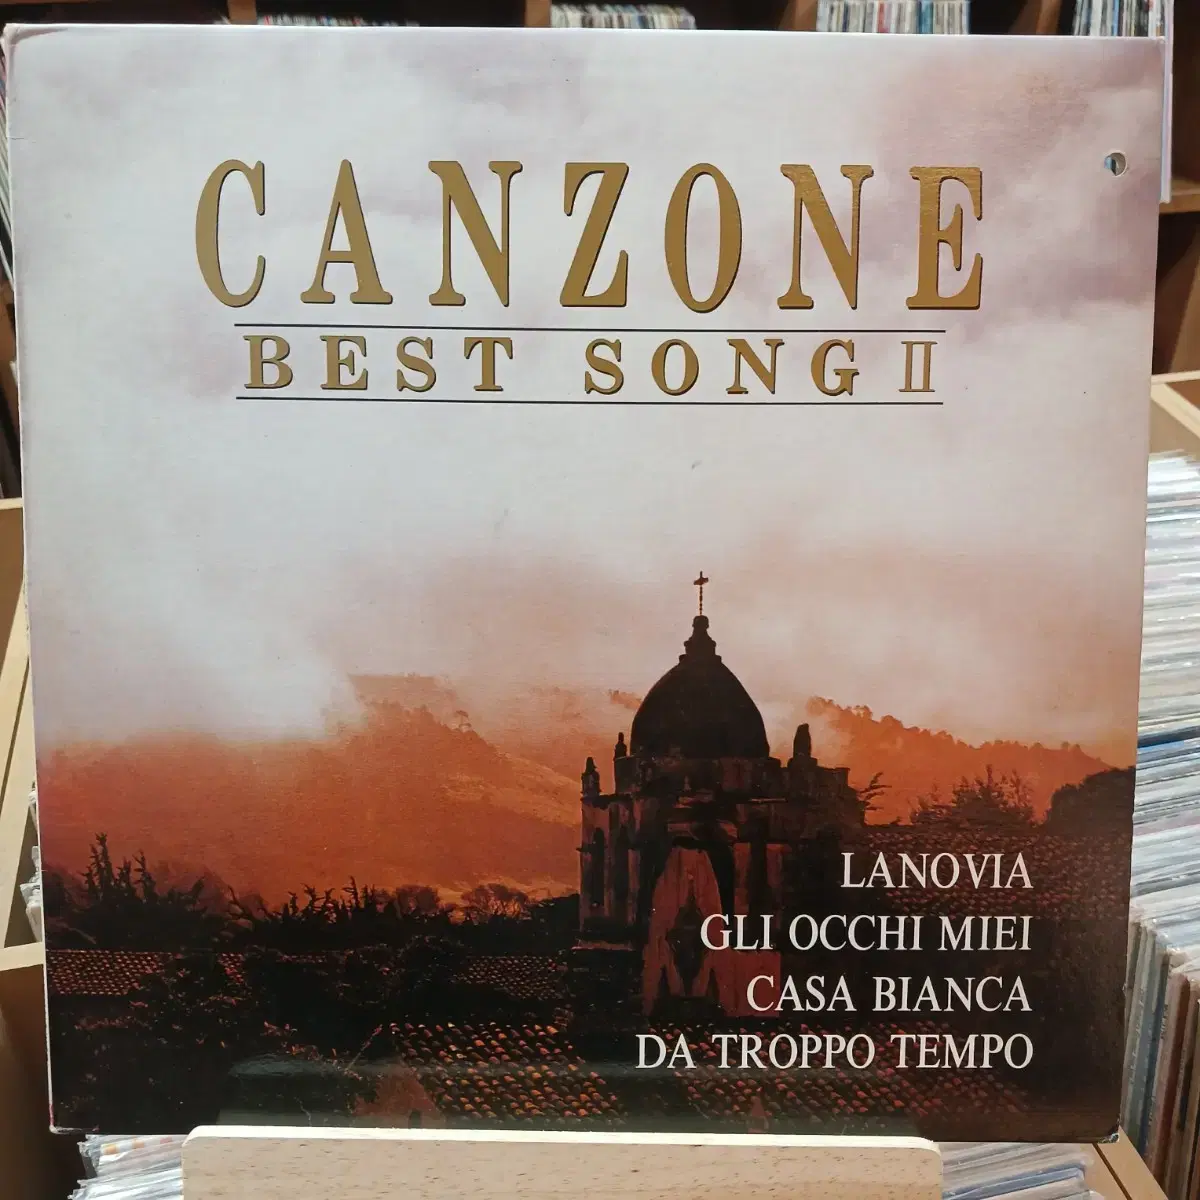 CANZONE
BEST SONG II
LANOVIA
GLI OCCHI MIEI
CASA BIANCA
DA TROPPO TEMPO